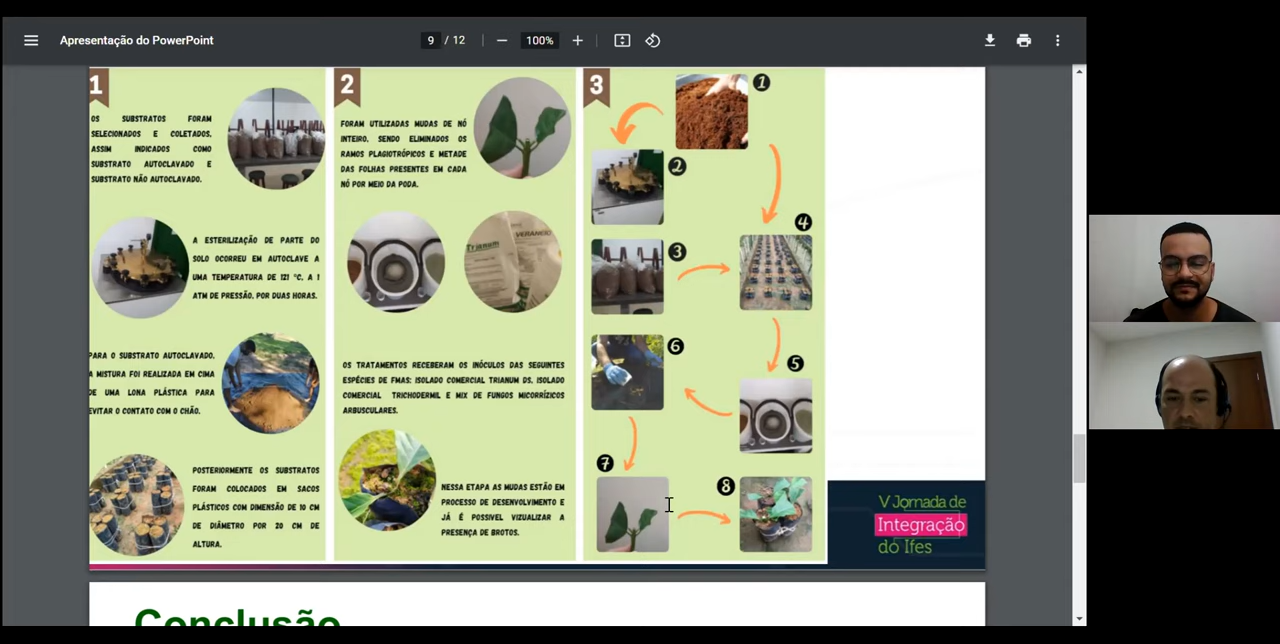 Apresentação do PowerPoint
9 / 12
100%
1
OS SUBSTRATOS FORAM
SELECIONADOS E COLETADOS,
ASSIM INDICADOS COMO
SUBSTRATO AUTOCLAVADO E
SUBSTRATO NÃO AUTOCLAVADO.
A ESTERILIZAÇÃO DE PARTE DO
SOLO OCORREU EM AUTOCLAVE A
UMA TEMPERATURA DE 121 °C, A 1
ATM DE PRESSÃO, POR DUAS HORAS.
PARA O SUBSTRATO AUTOCLAVADO,
A MISTURA FOI REALIZADA EM CIMA
DE UMA LONA PLÁSTICA PARA
EVITAR O CONTATO COM O CHÃO.
POSTERIORMENTE OS SUBSTRATOS
FORAM COLOCADOS EM SACOS
PLÁSTICOS COM DIMENSÃO DE 10 CM
DE DIÂMETRO POR 20 CM DE
ALTURA.
2
FORAM UTILIZADAS MUDAS DE NÓ
INTEIRO, SENDO ELIMINADOS OS
RAMOS PLAGIOTRÓPICOS E METADE
DAS FOLHAS PRESENTES EM CADA
NÓ POR MEIO DA PODA.
Trianum
OS TRATAMENTOS RECEBERAM OS INÓCULOS DAS SEGUINTES
ESPÉCIES DE FMAS: ISOLADO COMERCIAL TRIANUM DS, ISOLADO
COMERCIAL TRICHODERMIL E MIX DE FUNGOS MICORRÍZICOS
ARBUSCULARES.
NESSA ETAPA AS MUDAS ESTÃO EM
PROCESSO DE DESENVOLVIMENTO E
JÁ É POSSIVEL VIZUALIZAR A
PRESENÇA DE BROTOS.
3
1
2
4
3
6
5
7
8
V Jornada de
Integração
do Ifes
Conclusão